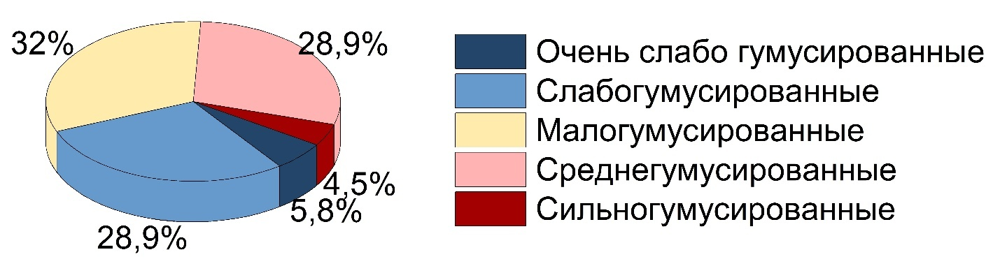 32%
28,9%
4,5%
5,8%
28,9%
Очень слабо гумусированные
Слабогумусированные
Малогумусированные
Среднегумусированные
Сильногумусированные